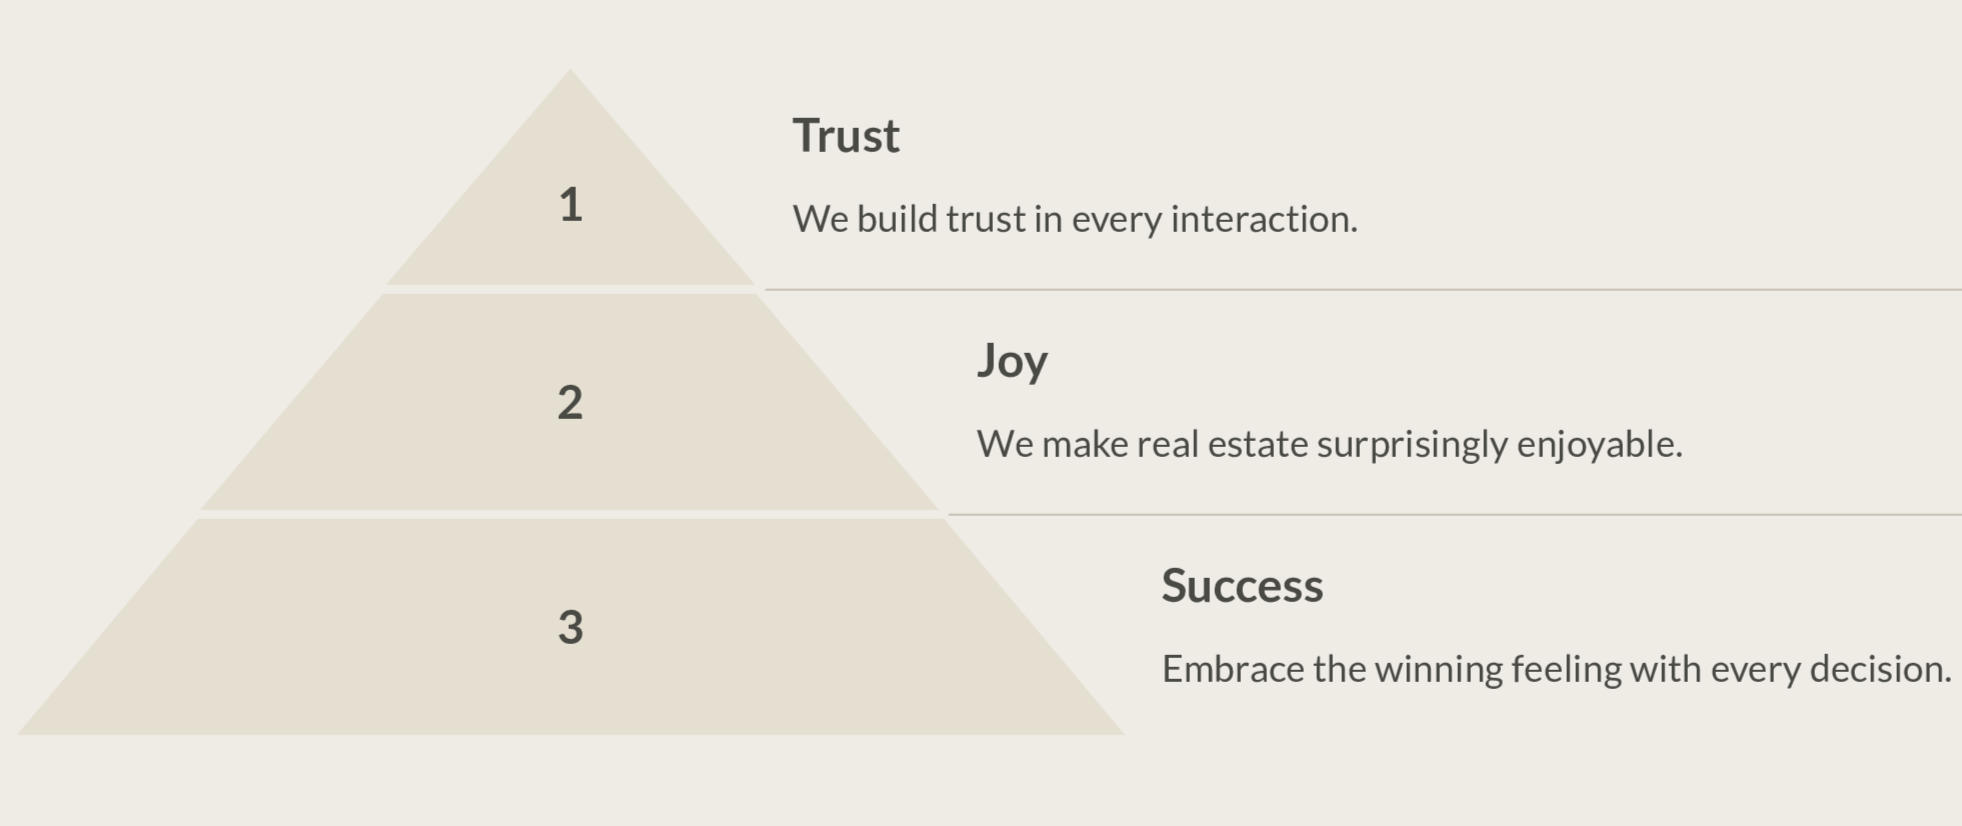 Trust
1
We build trust in every interaction.
Joy
2
We make real estate surprisingly enjoyable.
Success
3
Embrace the winning feeling with every decision.